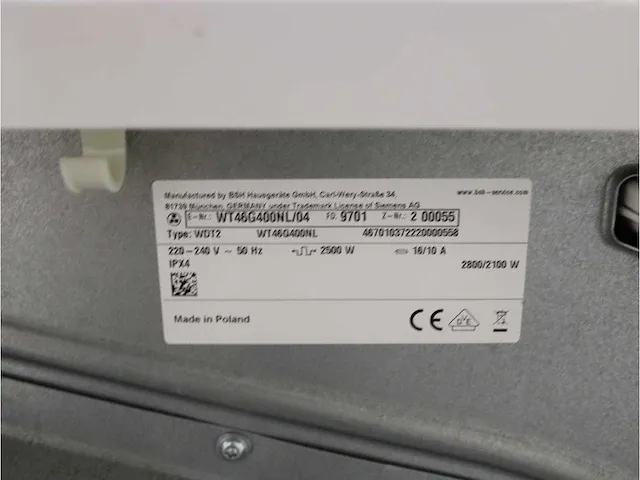 Manufactured by BSH Hausgeräte GmbH, Carl-Wery-Straße 34, www.bsh-service.com
81739 München, GERMANY under Trademark License of Siemens AG
E-Nr.: WT46G400NL/04 FD 9701 Z-Nr.: 2 00055
Type: WDT2 WT46G400NL 467010372220000558
220-240 V ~ 50 Hz 2500 W 16/10 A
IPX4 2800/2100 W
Made in Poland CE VDE